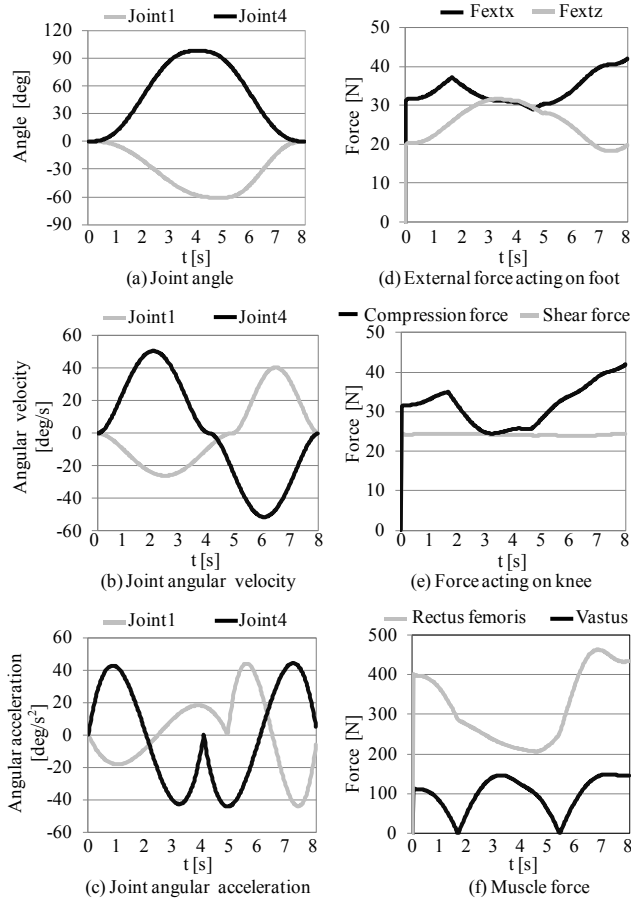 Joint1 Joint4
Angle [deg]
120
90
60
30
0
-30
-60
-90
0 1 2 3 4 5 6 7 8
t [s]
(a) Joint angle
Fextx Fextz
Force [N]
50
40
30
20
10
0
0 1 2 3 4 5 6 7 8
t [s]
(d) External force acting on foot
Joint1 Joint4
Angular velocity
[deg/s]
60
40
20
0
-20
-40
-60
0 1 2 3 4 5 6 7 8
t [s]
(b) Joint angular velocity
Compression force Shear force
Force [N]
50
40
30
20
10
0
0 1 2 3 4 5 6 7 8
t [s]
(e) Force acting on knee
Joint1 Joint4
Angular acceleration
[deg/s²]
60
40
20
0
-20
-40
-60
0 1 2 3 4 5 6 7 8
t [s]
(c) Joint angular acceleration
Rectus femoris Vastus
Force [N]
500
400
300
200
100
0
0 1 2 3 4 5 6 7 8
t [s]
(f) Muscle force